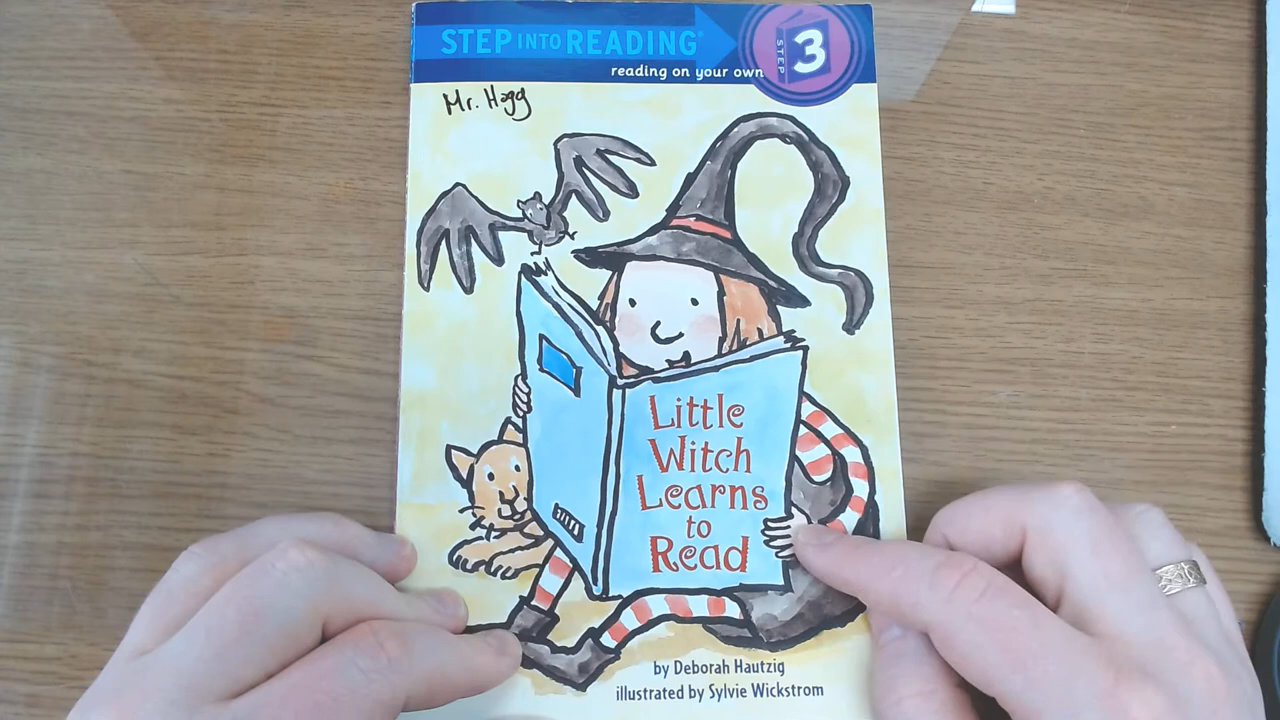 STEP INTO READING®
STEP 3
reading on your own
Mr. Hogg
Little
Witch
Learns
to
Read
by Deborah Hautzig
illustrated by Sylvie Wickstrom